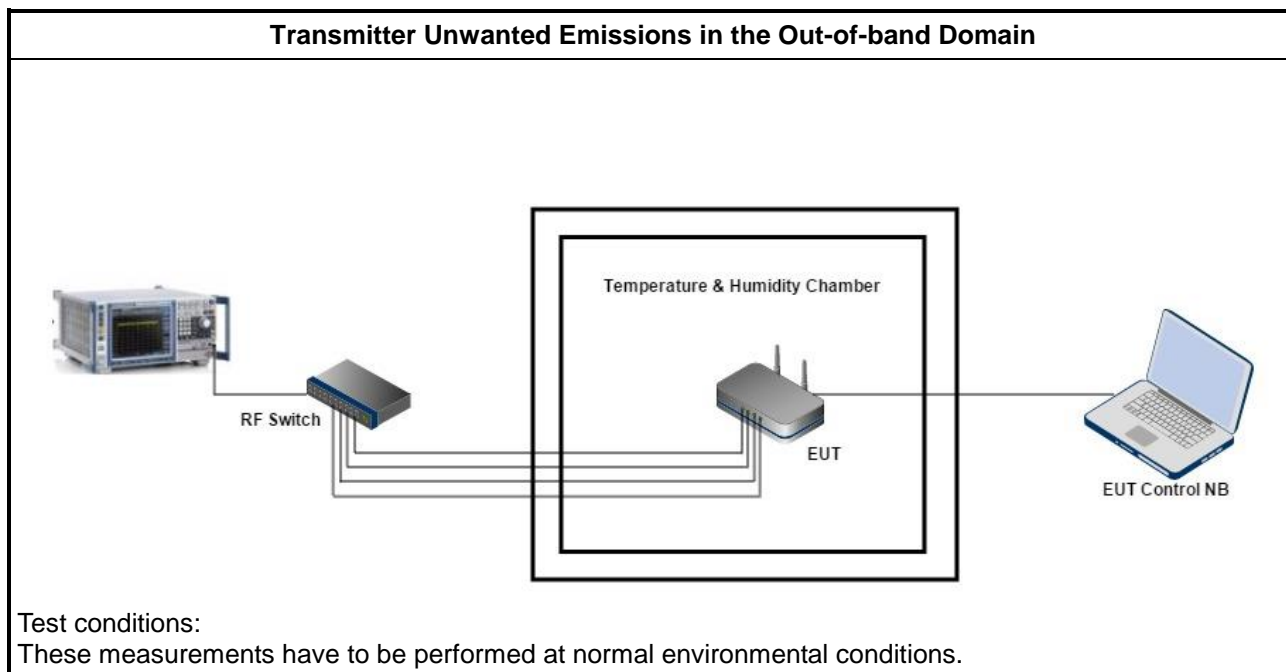 Transmitter Unwanted Emissions in the Out-of-band Domain
Temperature & Humidity Chamber
RF Switch
EUT
EUT Control NB
Test conditions:
These measurements have to be performed at normal environmental conditions.